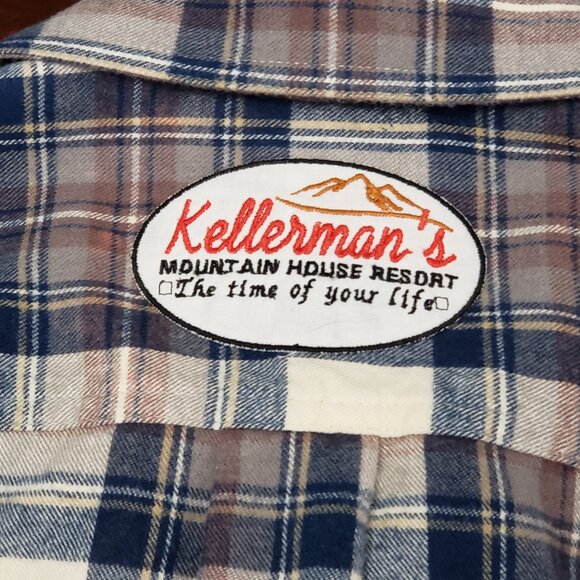 Kellerman's
MOUNTAIN HOUSE RESORT
□The time of your life□